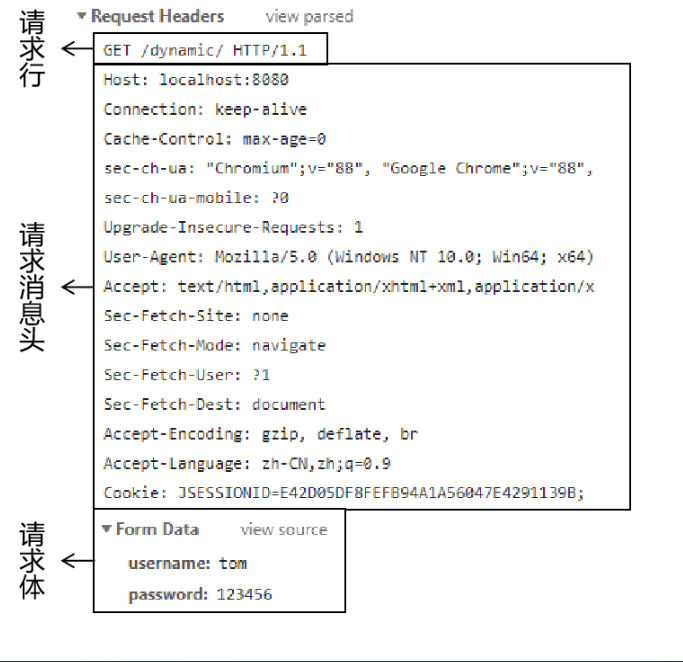 Request Headers view parsed
请求行
GET /dynamic/ HTTP/1.1
Host: localhost:8080
Connection: keep-alive
Cache-Control: max-age=0
sec-ch-ua: "Chromium";v="88", "Google Chrome";v="88",
sec-ch-ua-mobile: ?0
Upgrade-Insecure-Requests: 1
User-Agent: Mozilla/5.0 (Windows NT 10.0; Win64; x64)
请求消息头
Accept: text/html,application/xhtml+xml,application/x
Sec-Fetch-Site: none
Sec-Fetch-Mode: navigate
Sec-Fetch-User: ?1
Sec-Fetch-Dest: document
Accept-Encoding: gzip, deflate, br
Accept-Language: zh-CN,zh;q=0.9
Cookie: JSESSIONID=E42D05DF8FEFB94A1A56047E4291139B;
请求体
Form Data view source
username: tom
password: 123456